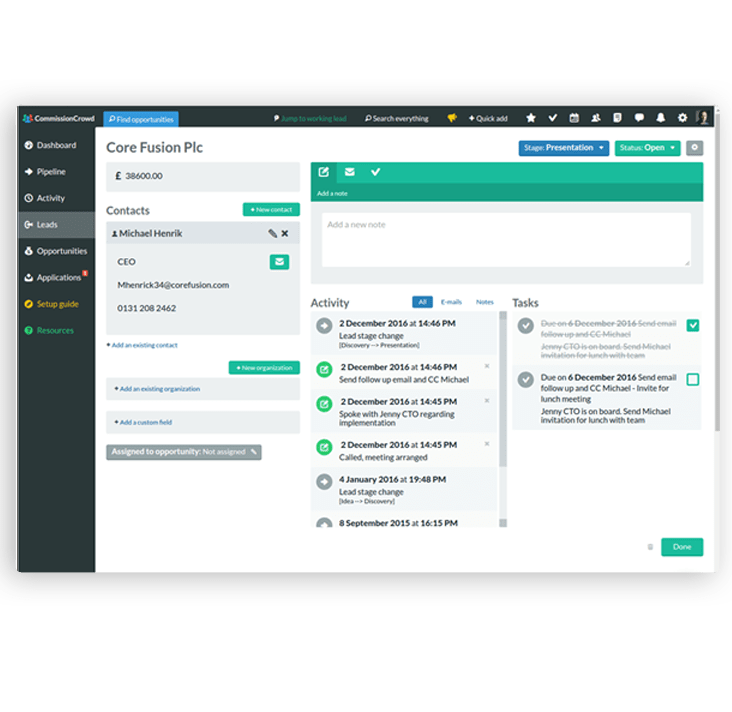 CommissionCrowd
Find opportunities
Jump to working lead
Search everything
Quick add
Dashboard
Pipeline
Activity
Leads
Opportunities
Applications
Setup guide
Resources
Core Fusion Plc
Stage: Presentation
Status: Open
£ 38600.00
Contacts
+ New contact
Michael Henrik
CEO
Mhenrick34@corefusion.com
0131 208 2462
+ Add an existing contact
+ New organization
+ Add an existing organization
+ Add a custom field
Assigned to opportunity: Not assigned
Add a note
Add a new note
Activity
All
E-mails
Notes
2 December 2016 at 14:46 PM
Lead stage change
[Discovery --> Presentation]
2 December 2016 at 14:46 PM
Send follow up email and CC Michael
2 December 2016 at 14:45 PM
Spoke with Jenny CTO regarding
implementation
2 December 2016 at 14:45 PM
Called, meeting arranged
4 January 2016 at 19:48 PM
Lead stage change
[Idea --> Discovery]
8 September 2015 at 16:15 PM
Tasks
Due on 6 December 2016 Send email
follow up and CC Michael
Jenny CTO is on board. Send Michael
invitation for lunch with team
Due on 6 December 2016 Send email
follow up and CC Michael - Invite for
lunch meeting
Jenny CTO is on board. Send Michael
invitation for lunch with team
Done